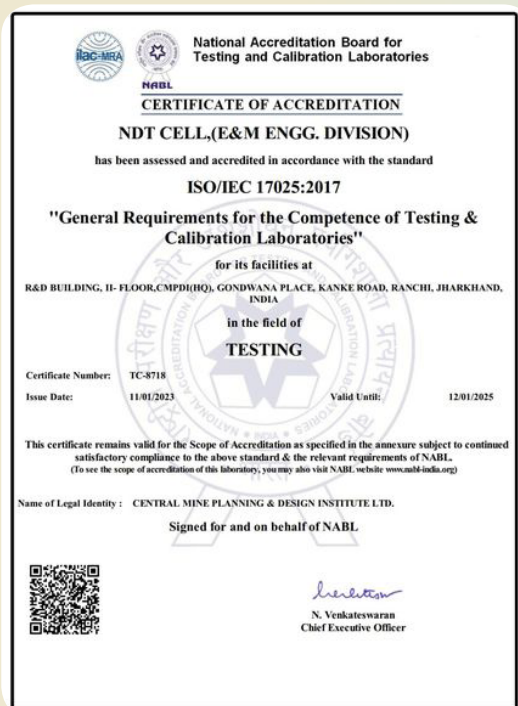 ilac-MRA
NABL
National Accreditation Board for
Testing and Calibration Laboratories
CERTIFICATE OF ACCREDITATION
NDT CELL,(E&M ENGG. DIVISION)
has been assessed and accredited in accordance with the standard
ISO/IEC 17025:2017
"General Requirements for the Competence of Testing &
Calibration Laboratories"
for its facilities at
R&D BUILDING, II- FLOOR,CMPDI(HQ), GONDWANA PLACE, KANKE ROAD, RANCHI, JHARKHAND,
INDIA
in the field of
TESTING
Certificate Number: TC-8718
Issue Date: 11/01/2023 Valid Until: 12/01/2025
This certificate remains valid for the Scope of Accreditation as specified in the annexure subject to continued
satisfactory compliance to the above standard & the relevant requirements of NABL.
(To see the scope of accreditation of this laboratory, you may also visit NABL website www.nabl-india.org)
Name of Legal Identity : CENTRAL MINE PLANNING & DESIGN INSTITUTE LTD.
Signed for and on behalf of NABL
N. Venkateswaran
Chief Executive Officer